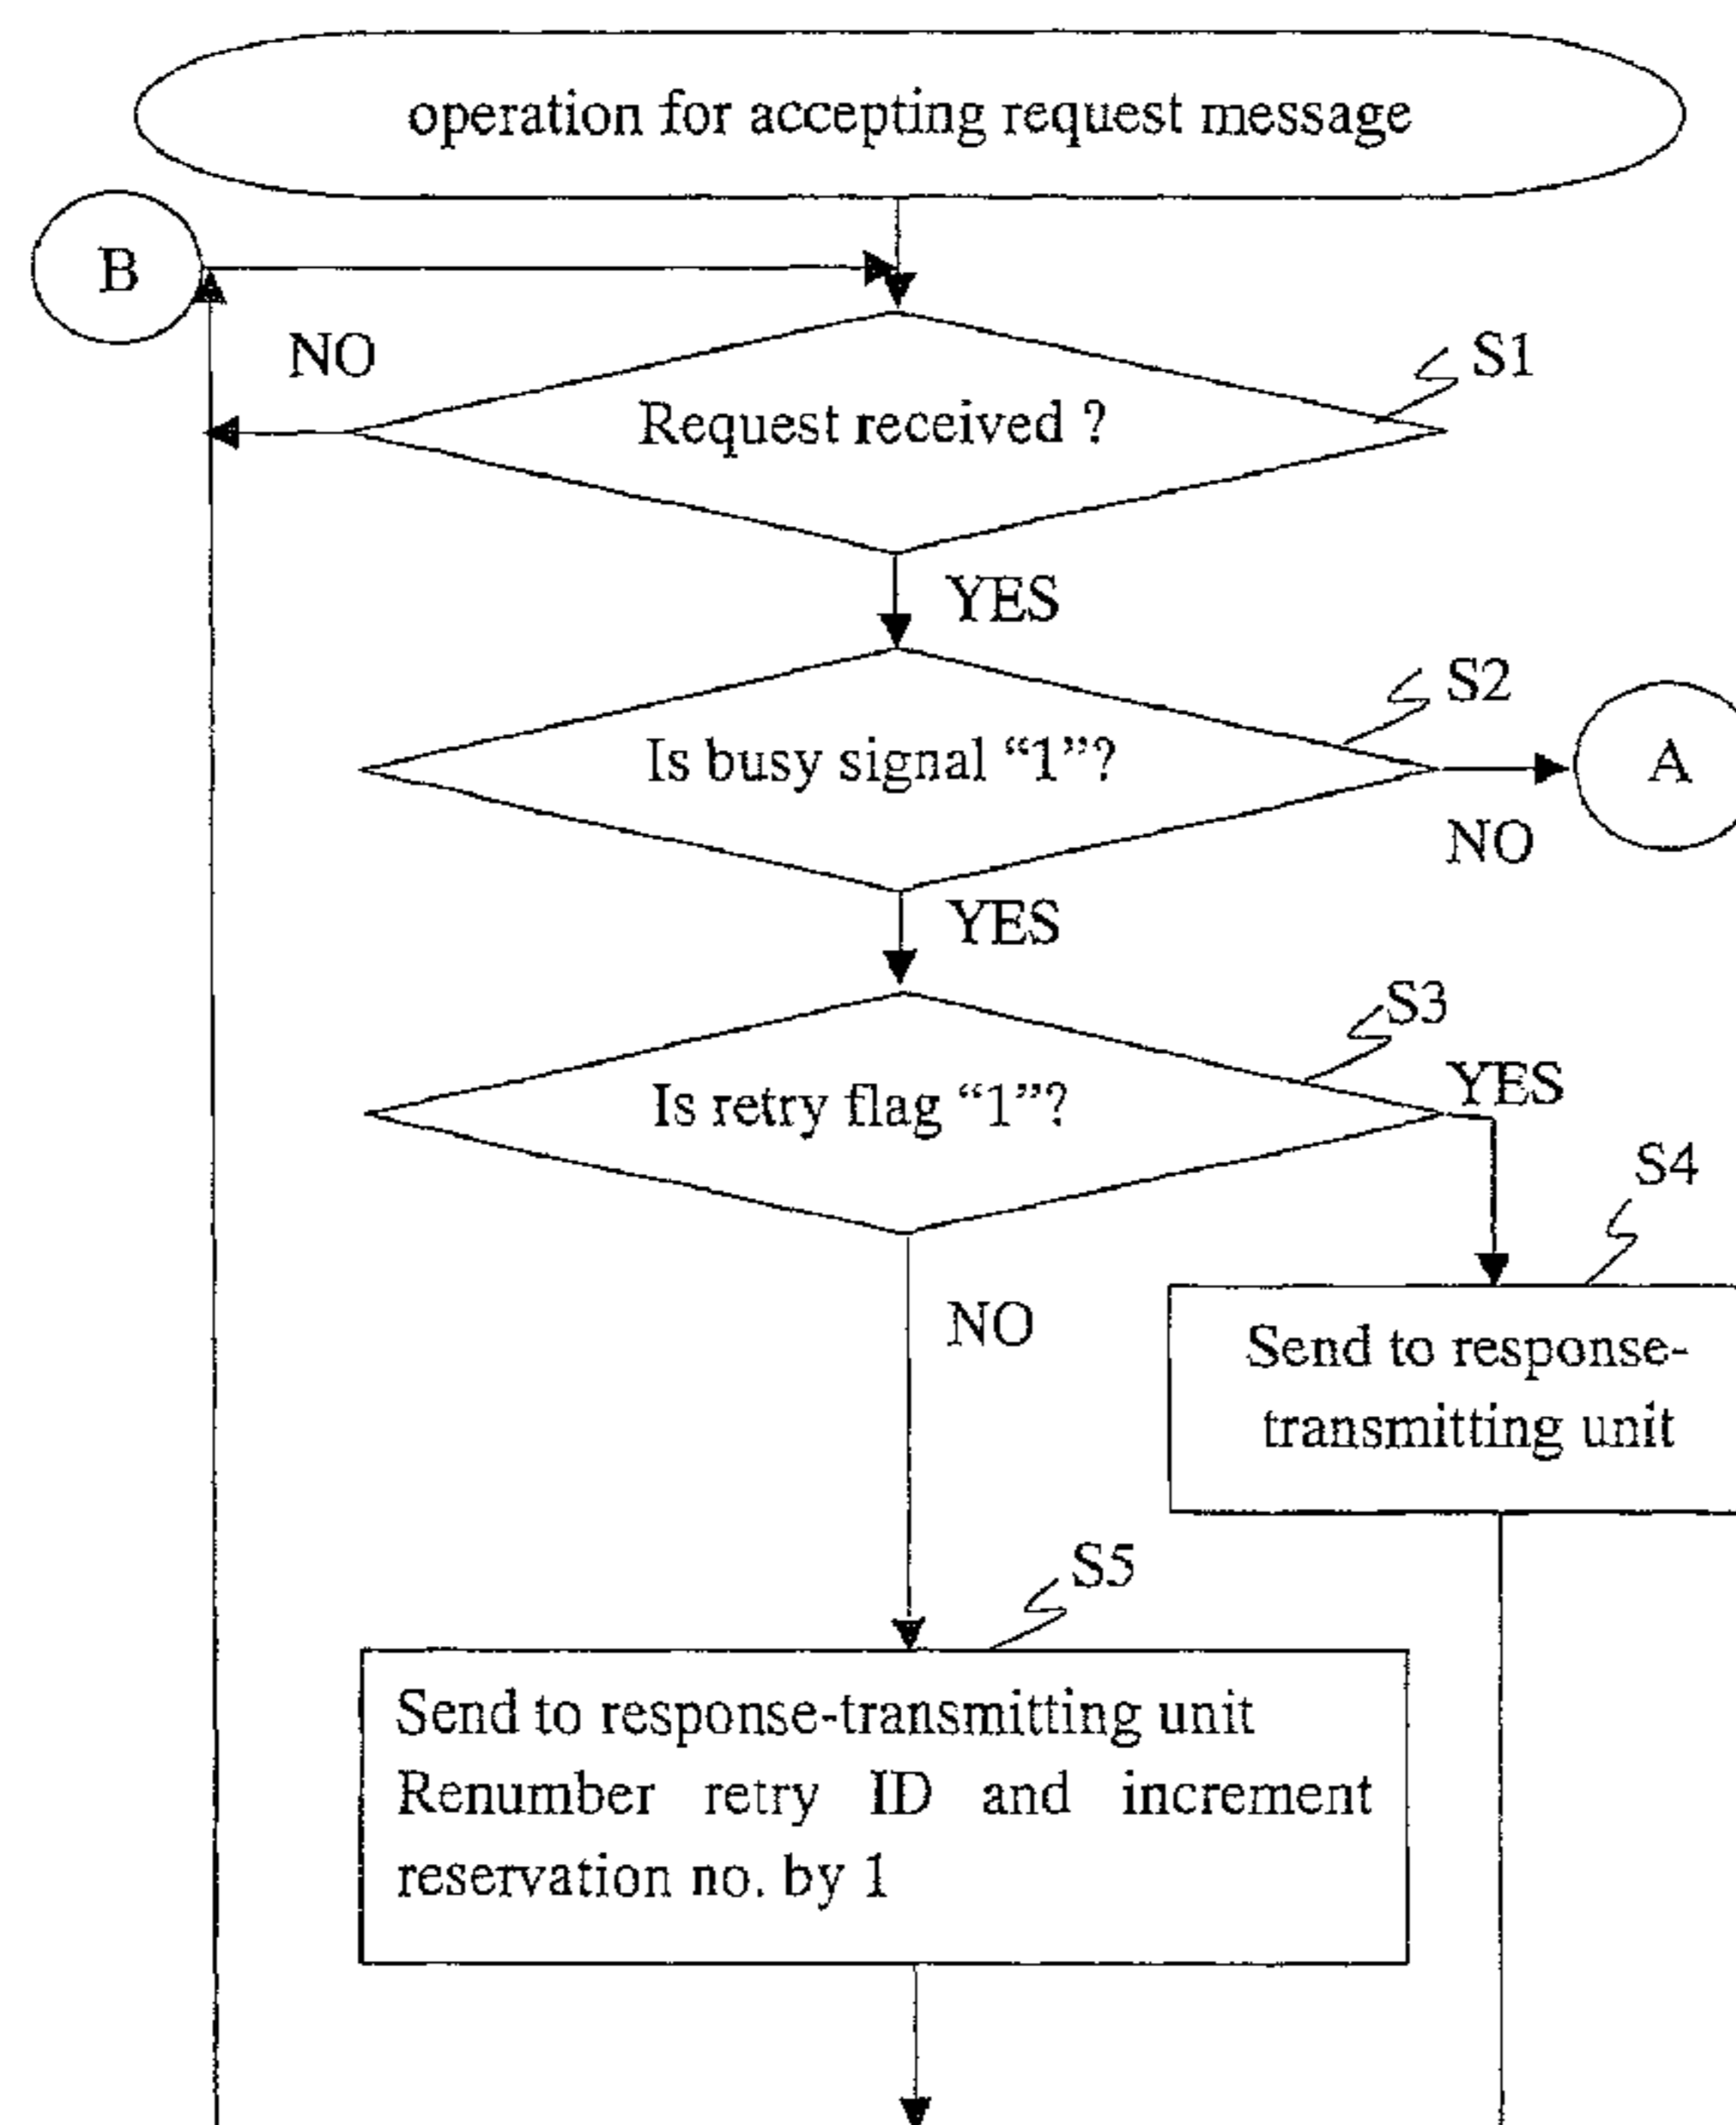 operation for accepting request message
B
NO
S1
Request received ?
YES
S2
Is busy signal “1”?
A
NO
YES
S3
Is retry flag “1”?
YES
S4
NO
Send to response-
transmitting unit
S5
Send to response-transmitting unit
Renumber retry ID and increment
reservation no. by 1